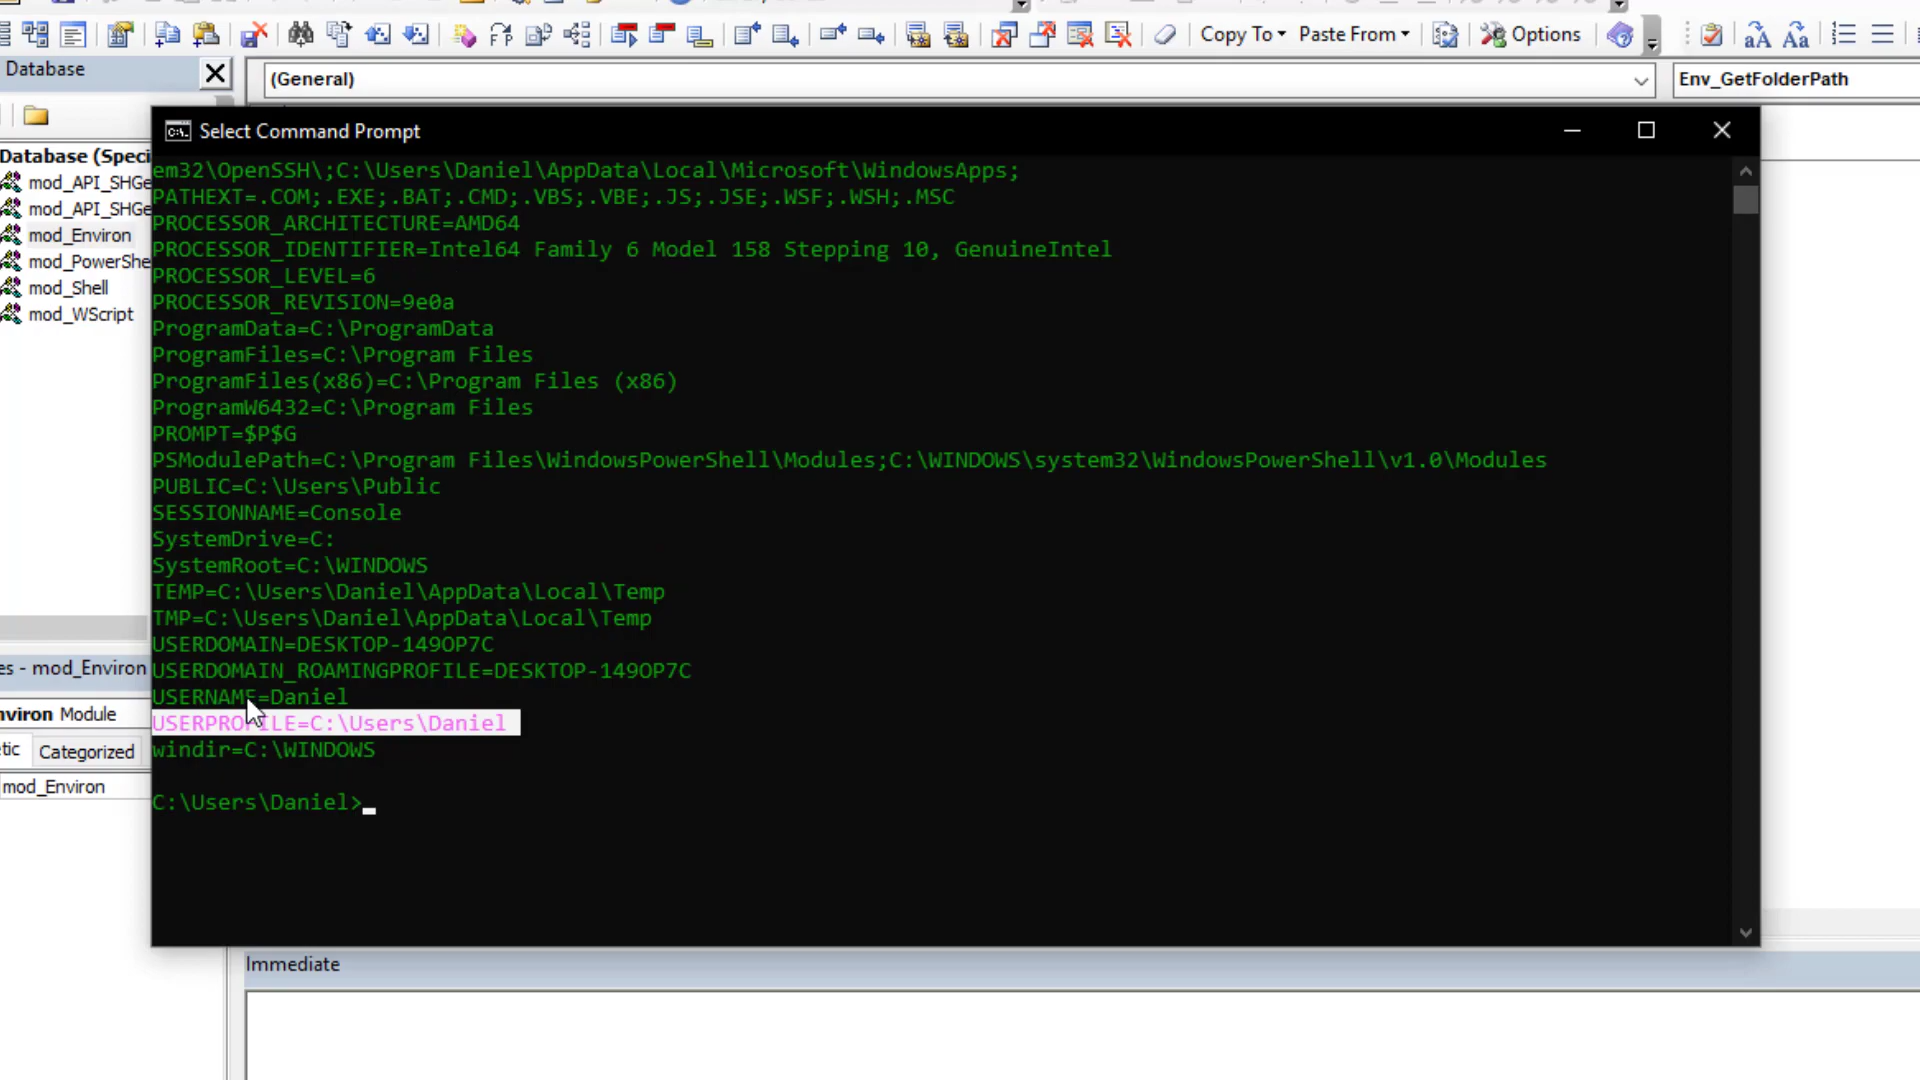 Copy To
Paste From
Options
Database
(General)
Env_GetFolderPath
Database (Speci
mod_API_SHGe
mod_API_SHGe
mod_Environ
mod_PowerShe
mod_Shell
mod_WScript
Select Command Prompt
em32\OpenSSH\;C:\Users\Daniel\AppData\Local\Microsoft\WindowsApps;
PATHEXT=.COM;.EXE;.BAT;.CMD;.VBS;.VBE;.JS;.JSE;.WSF;.WSH;.MSC
PROCESSOR_ARCHITECTURE=AMD64
PROCESSOR_IDENTIFIER=Intel64 Family 6 Model 158 Stepping 10, GenuineIntel
PROCESSOR_LEVEL=6
PROCESSOR_REVISION=9e0a
ProgramData=C:\ProgramData
ProgramFiles=C:\Program Files
ProgramFiles(x86)=C:\Program Files (x86)
ProgramW6432=C:\Program Files
PROMPT=$P$G
PSModulePath=C:\Program Files\WindowsPowerShell\Modules;C:\WINDOWS\system32\WindowsPowerShell\v1.0\Modules
PUBLIC=C:\Users\Public
SESSIONNAME=Console
SystemDrive=C:
SystemRoot=C:\WINDOWS
TEMP=C:\Users\Daniel\AppData\Local\Temp
TMP=C:\Users\Daniel\AppData\Local\Temp
USERDOMAIN=DESKTOP-149OP7C
USERDOMAIN_ROAMINGPROFILE=DESKTOP-149OP7C
USERNAME=Daniel
USERPROFILE=C:\Users\Daniel
windir=C:\WINDOWS
C:\Users\Daniel>
es - mod_Environ
nviron Module
tic Categorized
mod_Environ
Immediate